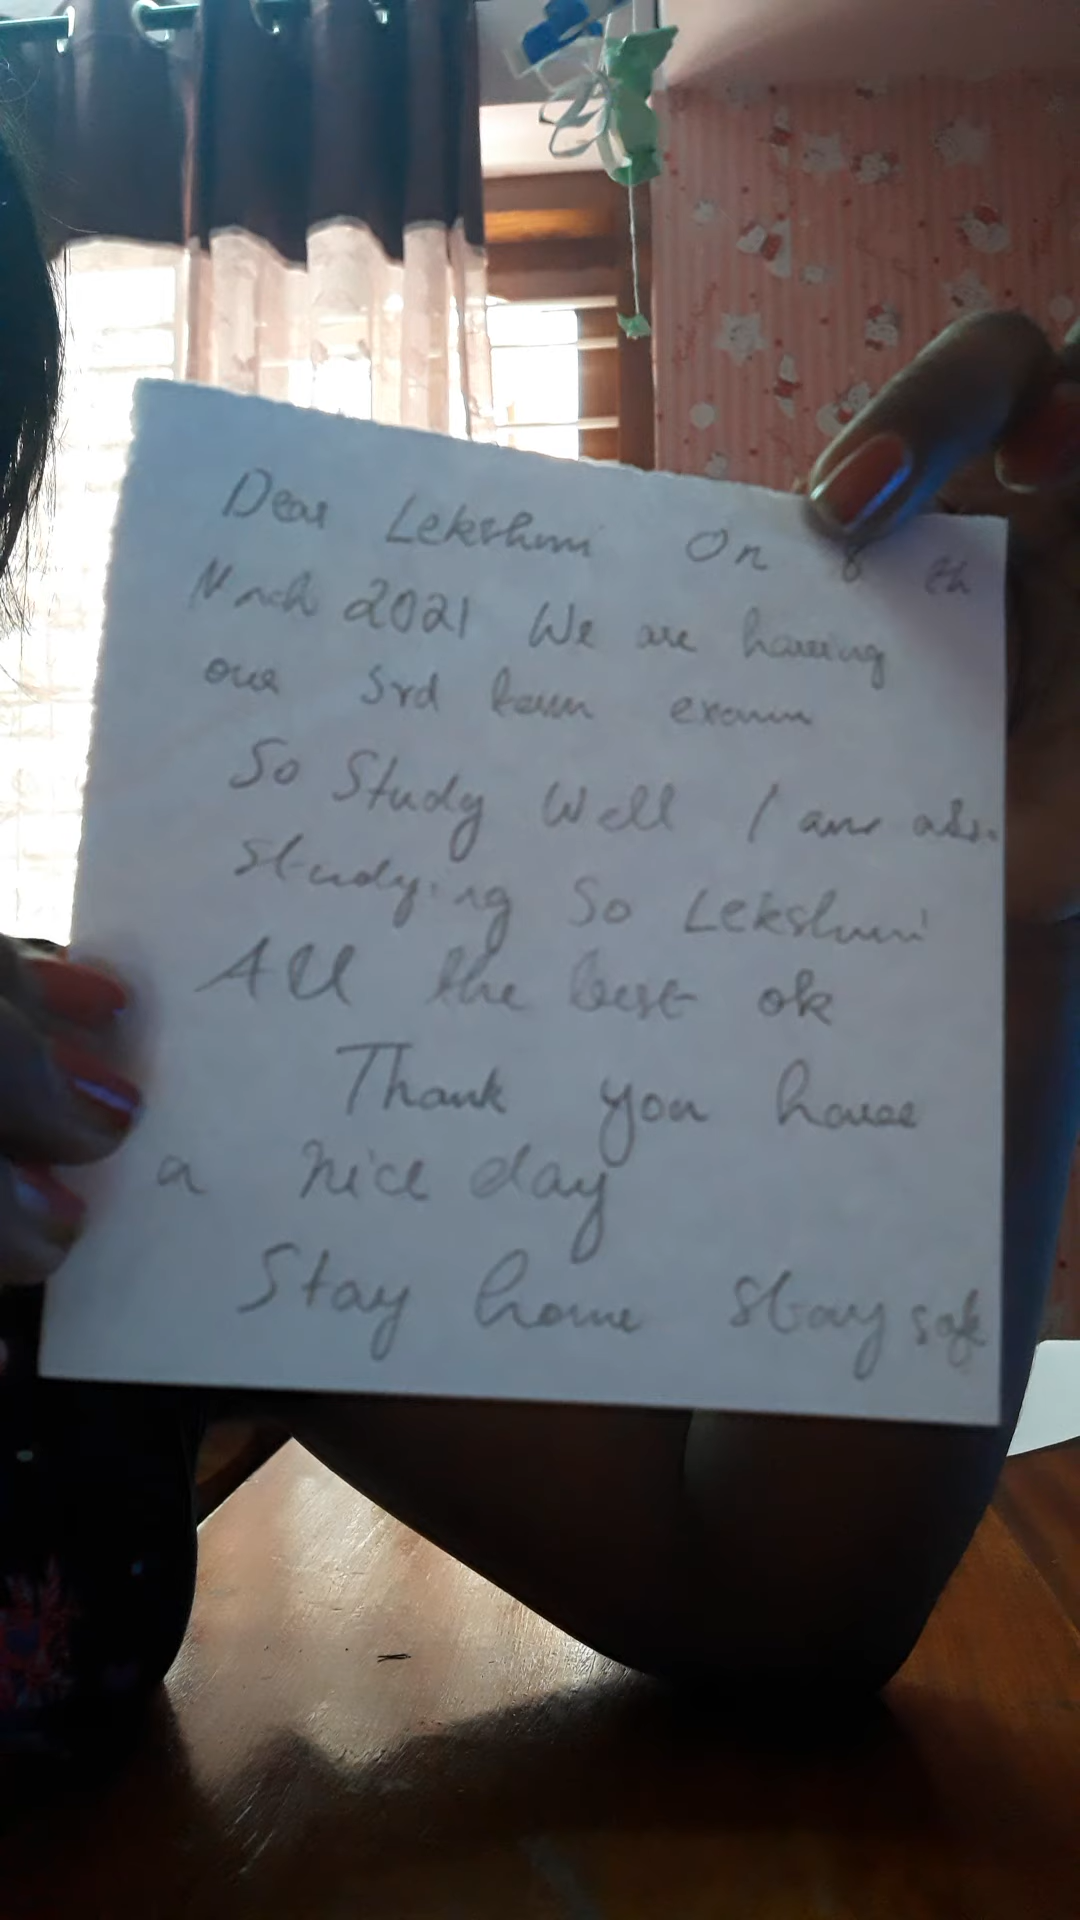 Dear Lekshmi On 8 th
March 2021 We are having
our 3rd term exam
So Study Well I am also
studying So Lekshmi
All the best ok
Thank you have
a nice day
Stay home stay safe